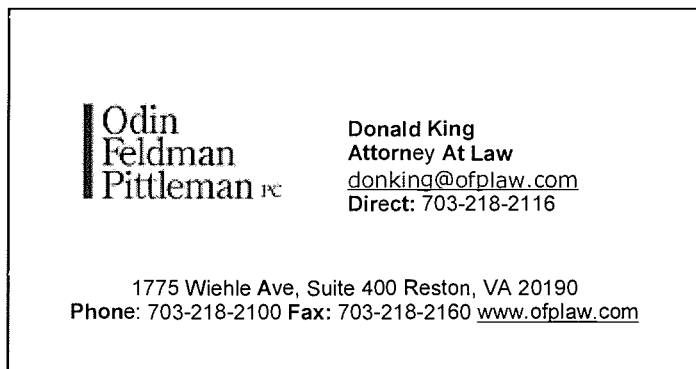 Odin
Feldman
Pittleman PC
Donald King
Attorney At Law
donking@ofplaw.com
Direct: 703-218-2116
1775 Wiehle Ave, Suite 400 Reston, VA 20190
Phone: 703-218-2100 Fax: 703-218-2160 www.ofplaw.com